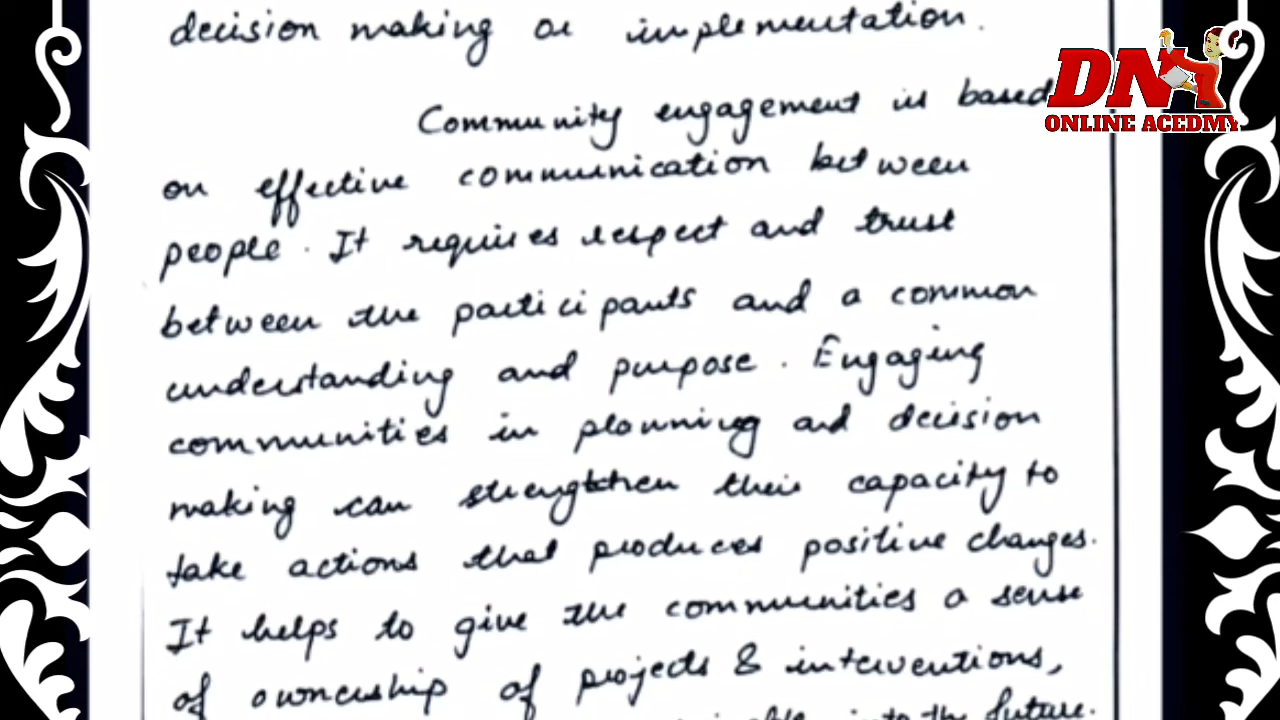 decision making or implementation.
DN
ONLINE ACEDMY
Community engagement is based
on effective communication between
people. It requires respect and trust
between the participants and a common
understanding and purpose. Engaging
communities in planning and decision
making can strengthen their capacity to
take actions that produces positive changes.
It helps to give the communities a sense
of ownership of projects & interventions,
into the future.